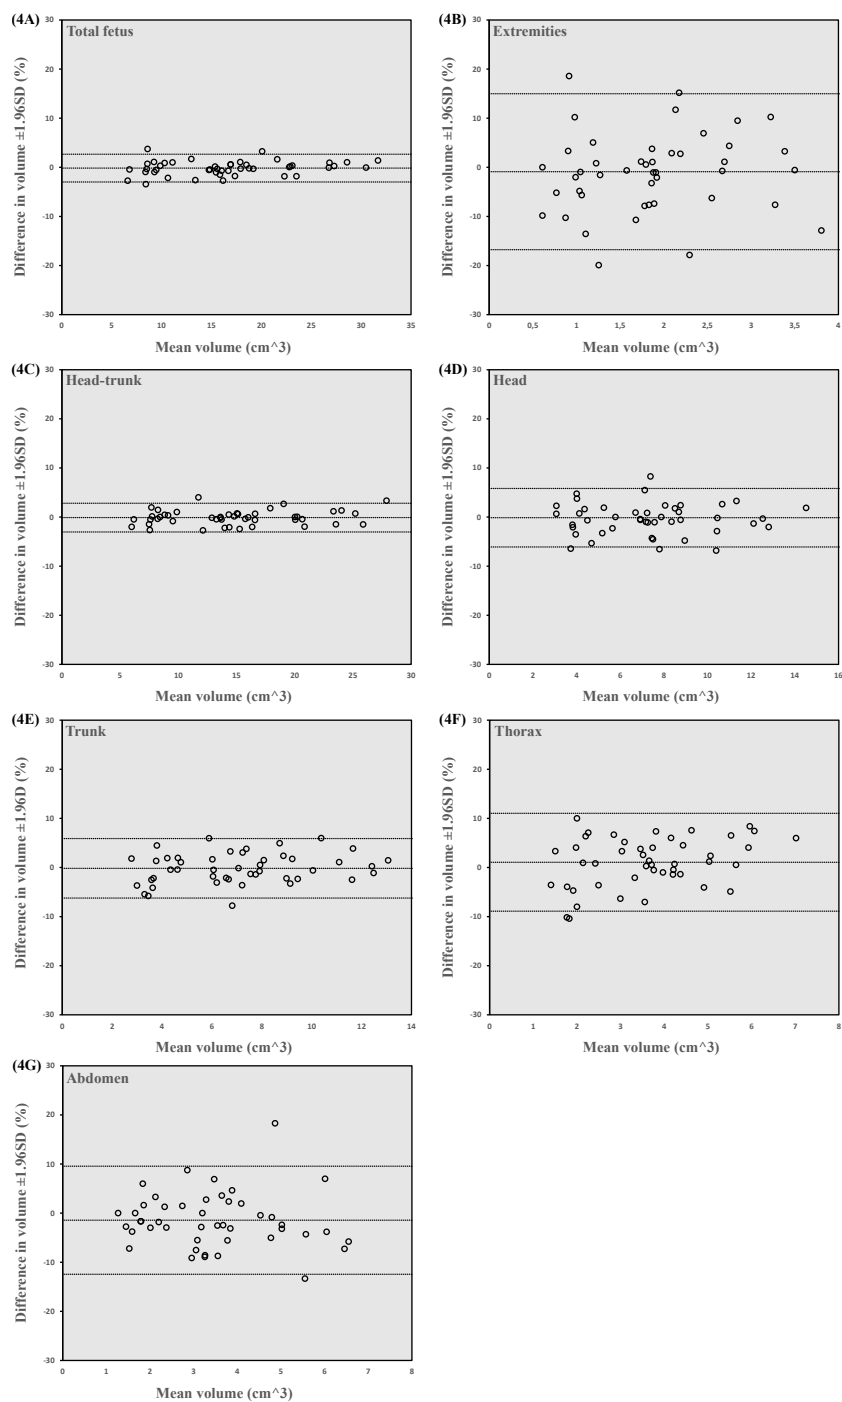 (4A)
Total fetus
Difference in volume ±1.96SD (%)
30
20
10
0
-10
-20
-30
0 5 10 15 20 25 30 35
Mean volume (cm^3)
(4B)
Extremities
Difference in volume ±1.96SD (%)
30
20
10
0
-10
-20
-30
0 0,5 1 1,5 2 2,5 3 3,5 4
Mean volume (cm^3)
(4C)
Head-trunk
Difference in volume ±1.96SD (%)
30
20
10
0
-10
-20
-30
0 5 10 15 20 25 30
Mean volume (cm^3)
(4D)
Head
Difference in volume ±1.96SD (%)
30
20
10
0
-10
-20
-30
0 2 4 6 8 10 12 14 16
Mean volume (cm^3)
(4E)
Trunk
Difference in volume ±1.96D (%)
30
20
10
0
-10
-20
-30
0 2 4 6 8 10 12 14
Mean volume (cm^3)
(4F)
Thorax
Difference in volume ±1.96SD (%)
30
20
10
0
-10
-20
-30
0 1 2 3 4 5 6 7 8
Mean volume (cm^3)
(4G)
Abdomen
Difference in volume ±1.96SD (%)
30
20
10
0
-10
-20
-30
0 1 2 3 4 5 6 7 8
Mean volume (cm^3)